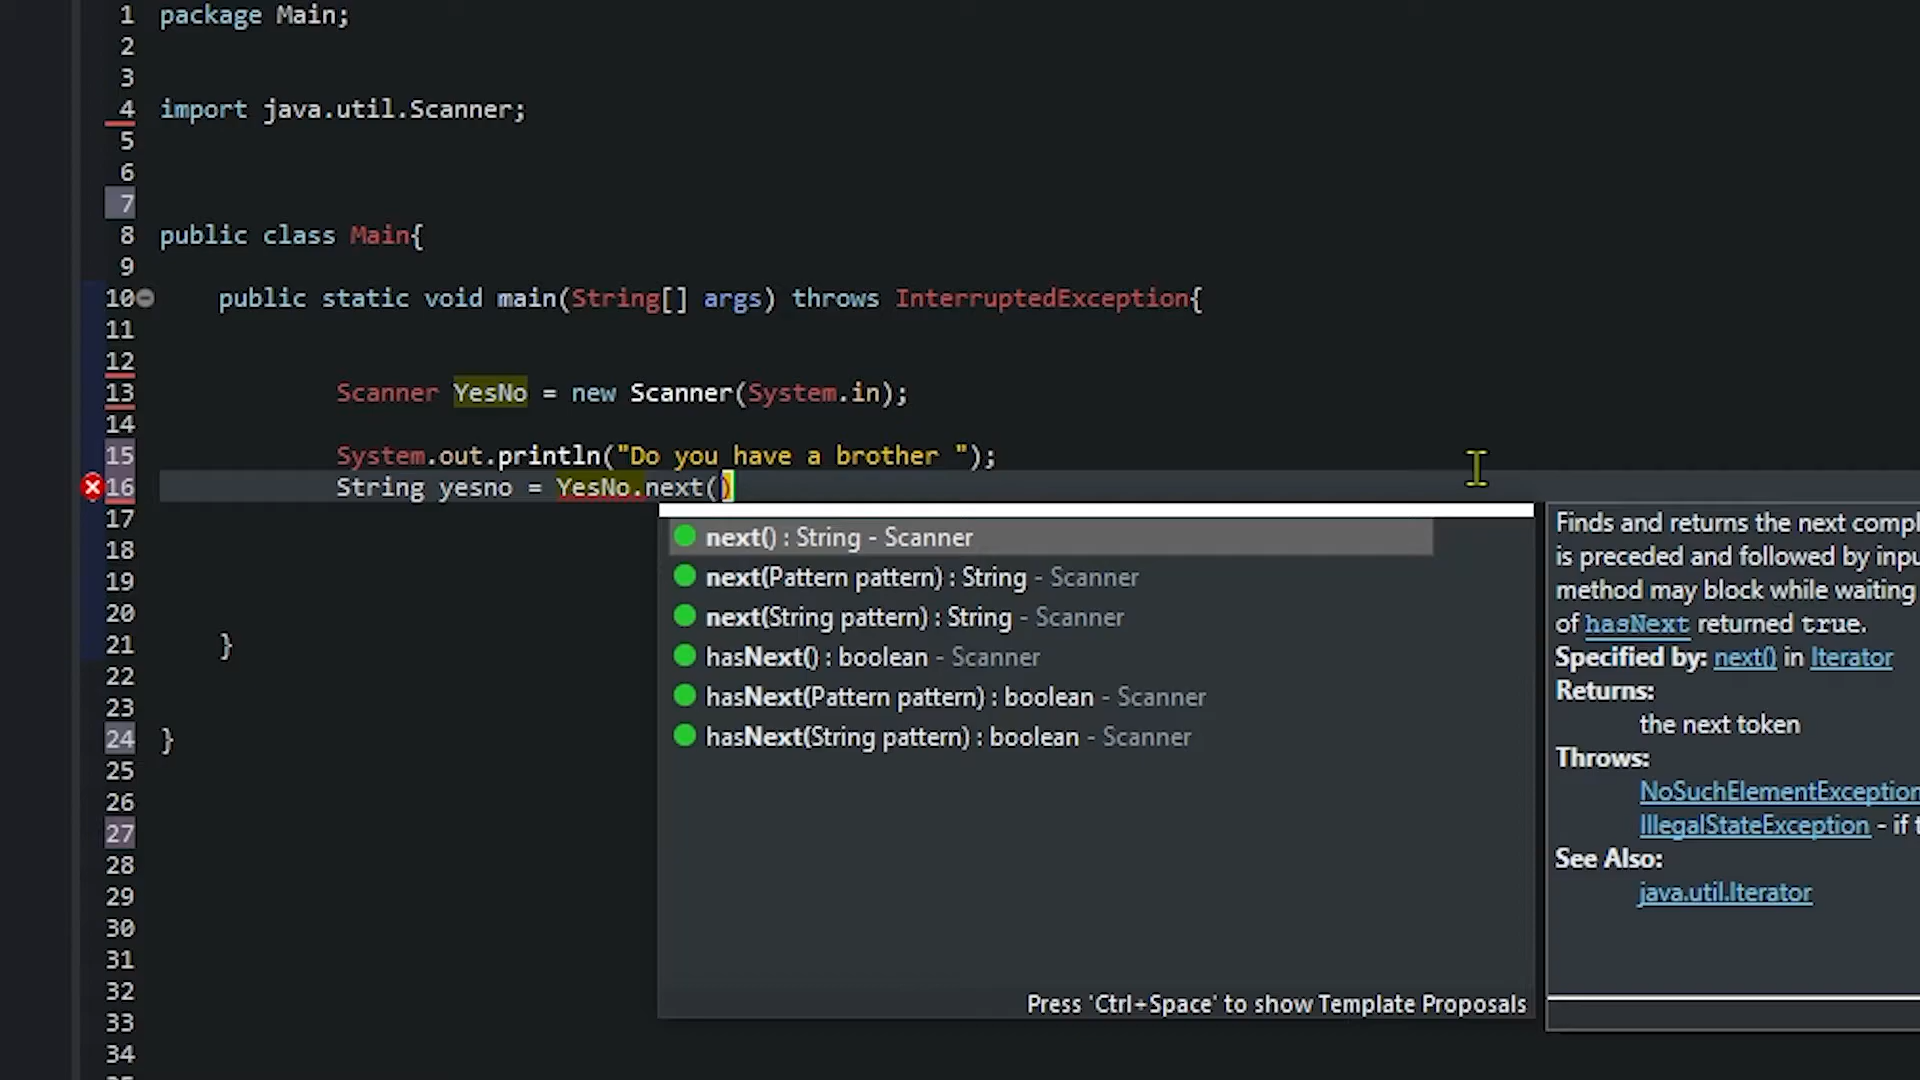 1 package Main;
2
3
4 import java.util.Scanner;
5
6
7
8 public class Main{
9
10 public static void main(String[] args) throws InterruptedException{
11
12
13 Scanner YesNo = new Scanner(System.in);
14
15 System.out.println("Do you have a brother ");
16 String yesno = YesNo.next()
17
18
19
20
21 }
22
23
24 }
25
26
27
28
29
30
31
32
33
34
next() : String - Scanner
next(Pattern pattern) : String - Scanner
next(String pattern) : String - Scanner
hasNext() : boolean - Scanner
hasNext(Pattern pattern) : boolean - Scanner
hasNext(String pattern) : boolean - Scanner
Press 'Ctrl+Space' to show Template Proposals
Finds and returns the next compl
is preceded and followed by inpu
method may block while waiting
of hasNext returned true.
Specified by: next() in Iterator
Returns:
the next token
Throws:
NoSuchElementException
IllegalStateException - if t
See Also:
java.util.Iterator